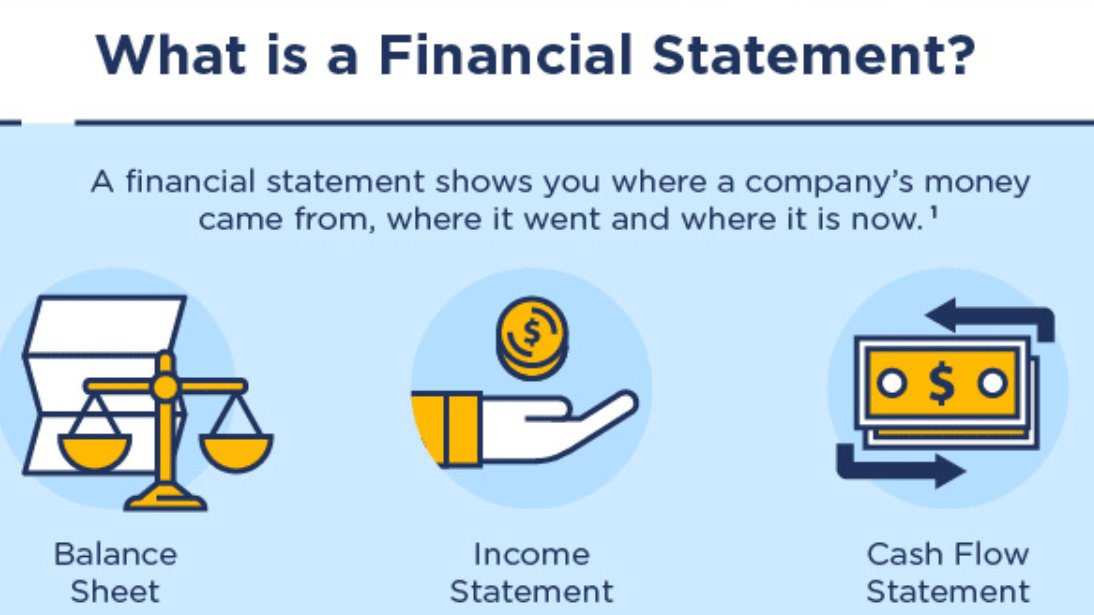 What is a Financial Statement?
A financial statement shows you where a company’s money
came from, where it went and where it is now.¹
$
$
Balance
Sheet
Income
Statement
Cash Flow
Statement